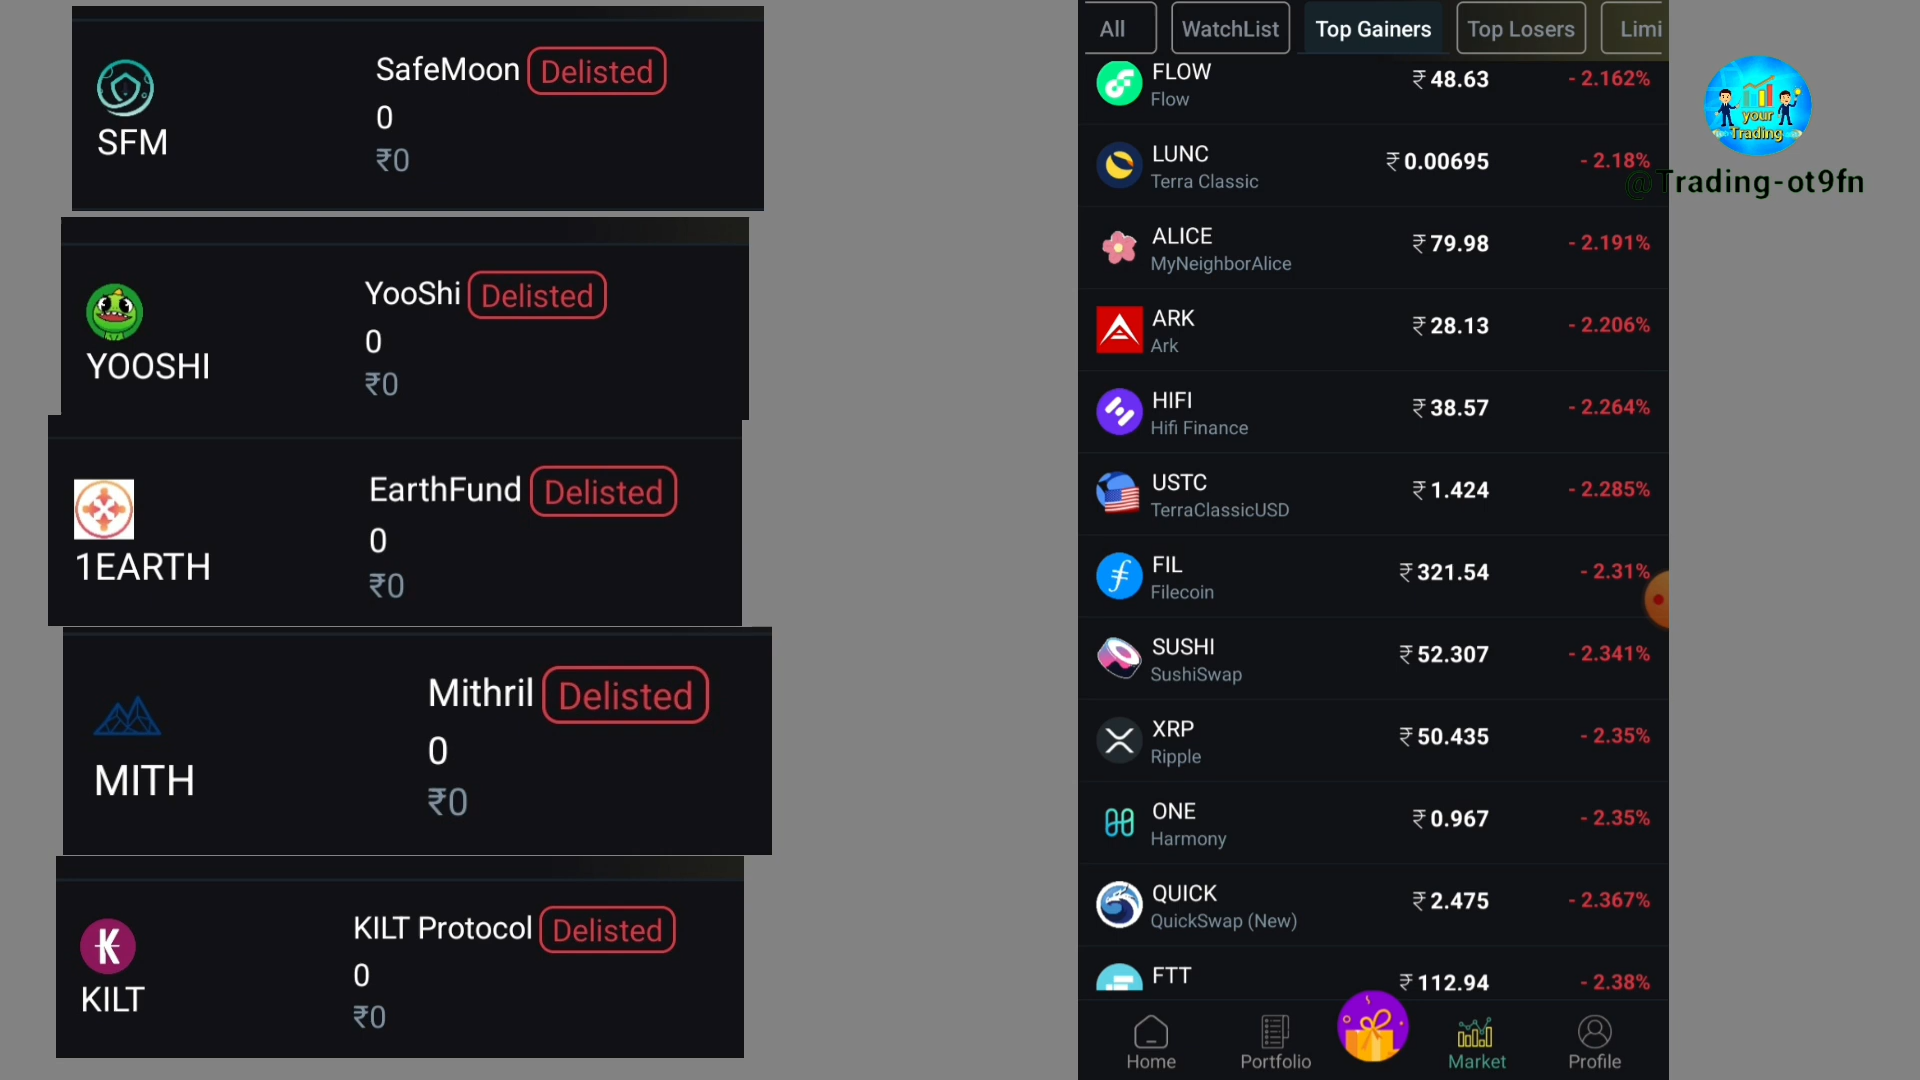 SafeMoon Delisted
0
₹0
SFM
YooShi Delisted
0
₹0
YOOSHI
EarthFund Delisted
0
₹0
1EARTH
Mithril Delisted
0
₹0
MITH
KILT Protocol Delisted
0
₹0
KILT
All WatchList Top Gainers Top Losers Limi
FLOW ₹ 48.63 - 2.162%
Flow
LUNC ₹ 0.00695 - 2.18%
Terra Classic
ALICE ₹ 79.98 - 2.191%
MyNeighborAlice
ARK ₹ 28.13 - 2.206%
Ark
HIFI ₹ 38.57 - 2.264%
Hifi Finance
USTC ₹ 1.424 - 2.285%
TerraClassicUSD
FIL ₹ 321.54 - 2.31%
Filecoin
SUSHI ₹ 52.307 - 2.341%
SushiSwap
XRP ₹ 50.435 - 2.35%
Ripple
ONE ₹ 0.967 - 2.35%
Harmony
QUICK ₹ 2.475 - 2.367%
QuickSwap (New)
FTT ₹ 112.94 - 2.38%
Home Portfolio Market Profile
your
Trading
@Trading-ot9fn